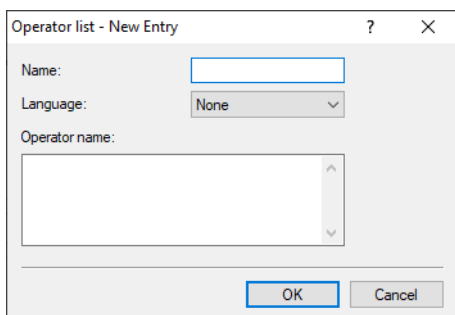 Operator list - New Entry ?
Name:
Language: None
Operator name:
OK Cancel